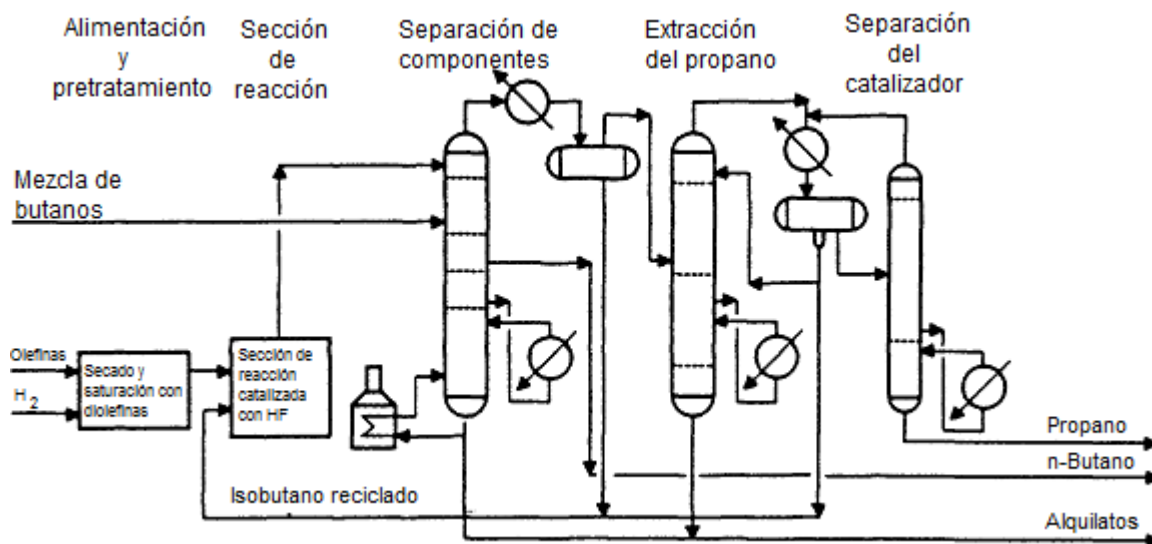 Alimentación
y
pretratamiento
Sección
de
reacción
Separación de
componentes
Extracción
del propano
Separación
del
catalizador
Mezcla de
butanos
Olefinas
H2
Secado y
saturación con
diolefinas
Sección de
reacción
catalizada
con HF
Isobutano reciclado
Propano
n-Butano
Alquilatos